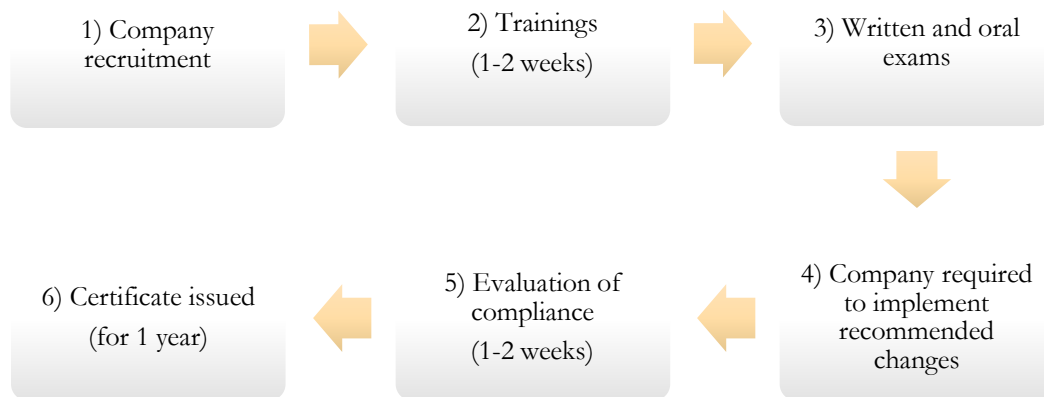 1) Company
recruitment
2) Trainings
(1-2 weeks)
3) Written and oral
exams
4) Company required
to implement
recommended
changes
5) Evaluation of
compliance
(1-2 weeks)
6) Certificate issued
(for 1 year)